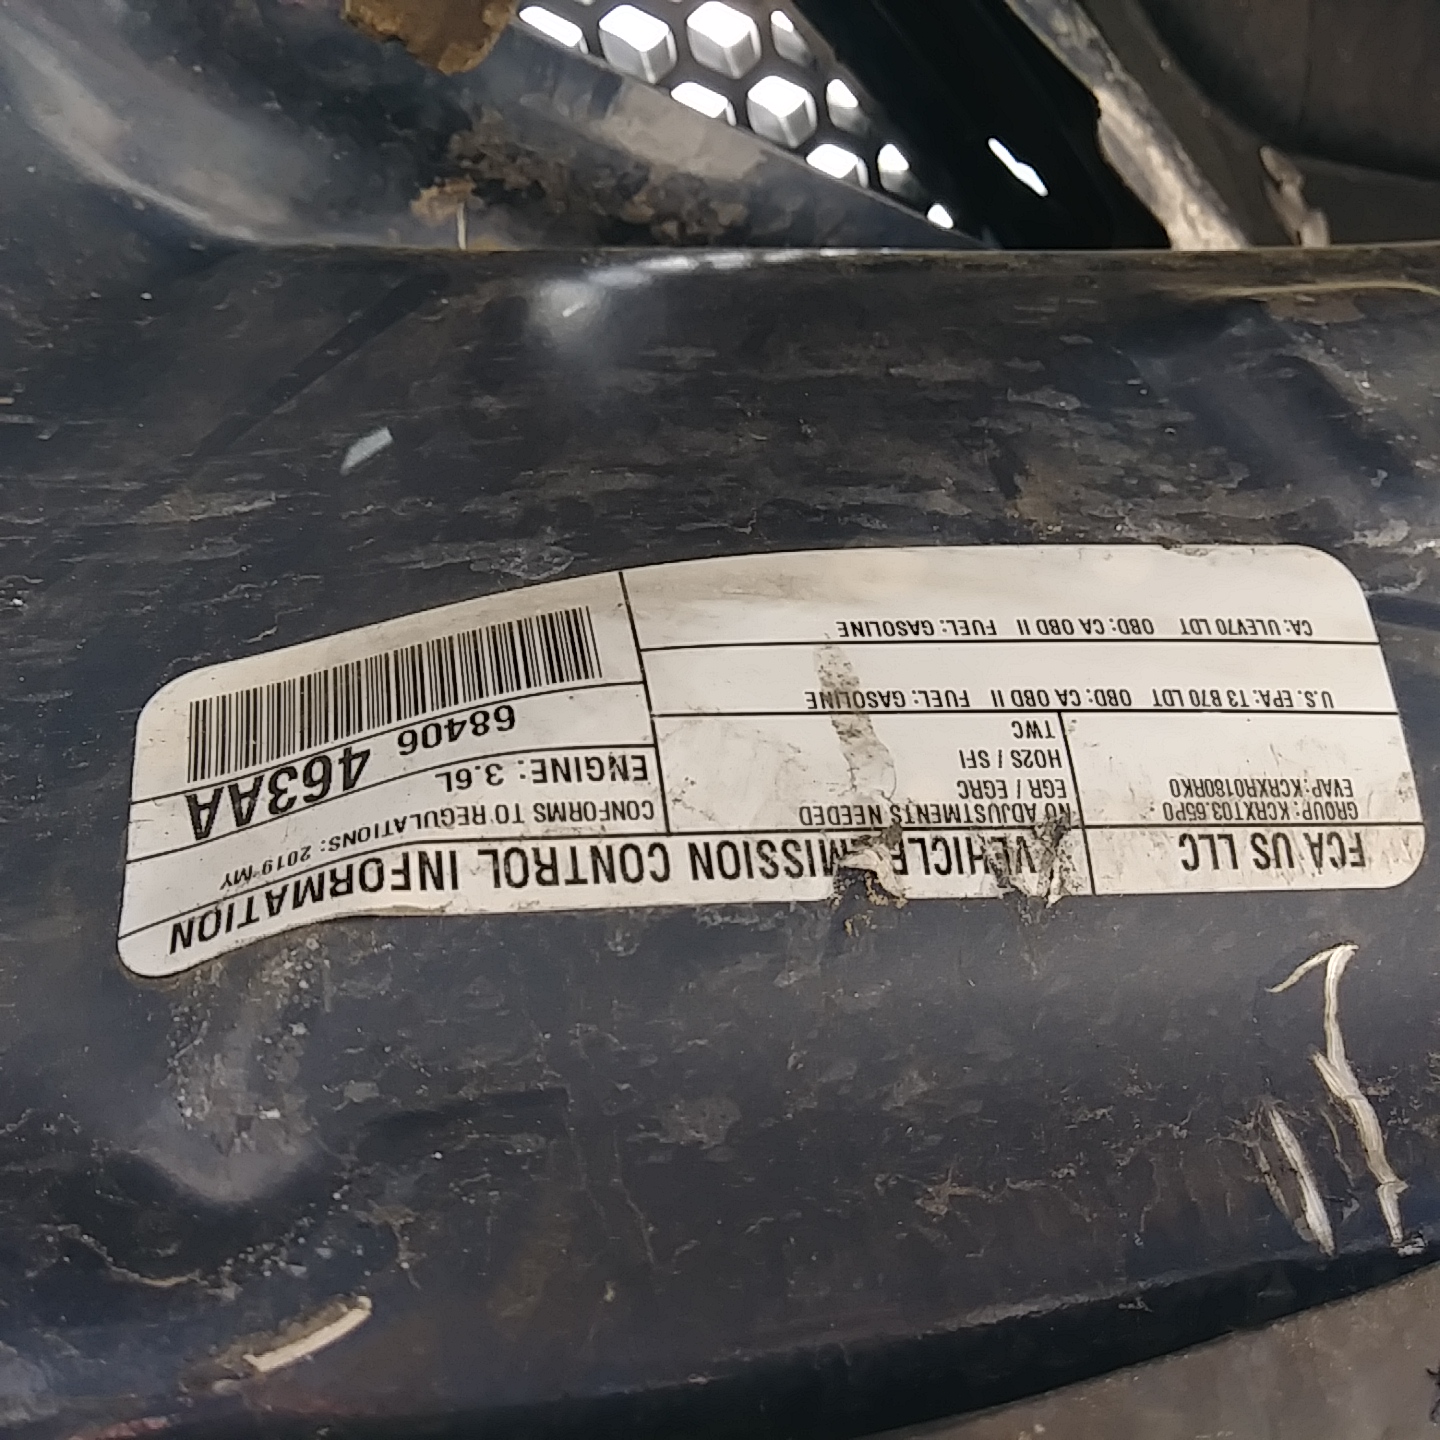 FCA US LLC
VEHICLE EMISSION CONTROL INFORMATION
GROUP: KCRXT03.65P0
EVAP: KCRXR0180RK0
NO ADJUSTMENTS NEEDED
EGR / EGRC
HO2S / SFI
TWC
CONFORMS TO REGULATIONS: 2019 MY
ENGINE: 3.6L
68406 463AA
U.S. EPA: T3 B70 LDT OBD: CA OBD II FUEL: GASOLINE
CA: ULEV70 LDT OBD: CA OBD II FUEL: GASOLINE